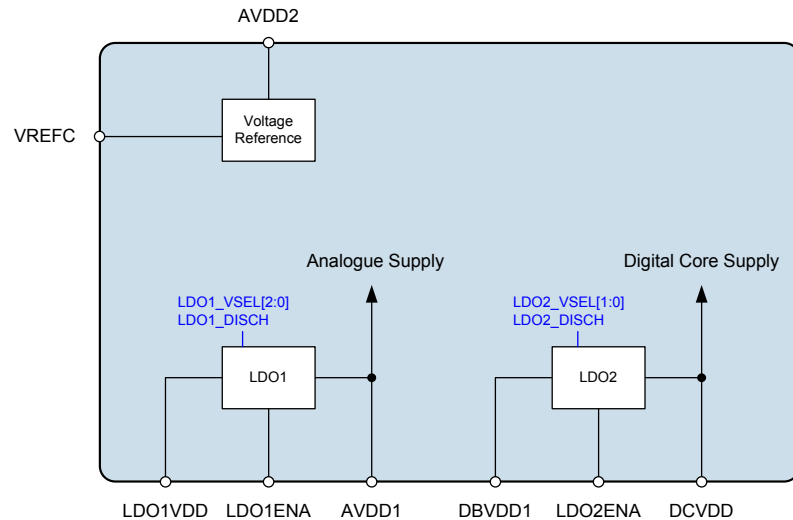 AVDD2
Voltage
Reference
VREFC
Analogue Supply
Digital Core Supply
LDO1_VSEL[2:0]
LDO1_DISCH
LDO2_VSEL[1:0]
LDO2_DISCH
LDO1
LDO2
LDO1VDD
LDO1ENA
AVDD1
DBVDD1
LDO2ENA
DCVDD